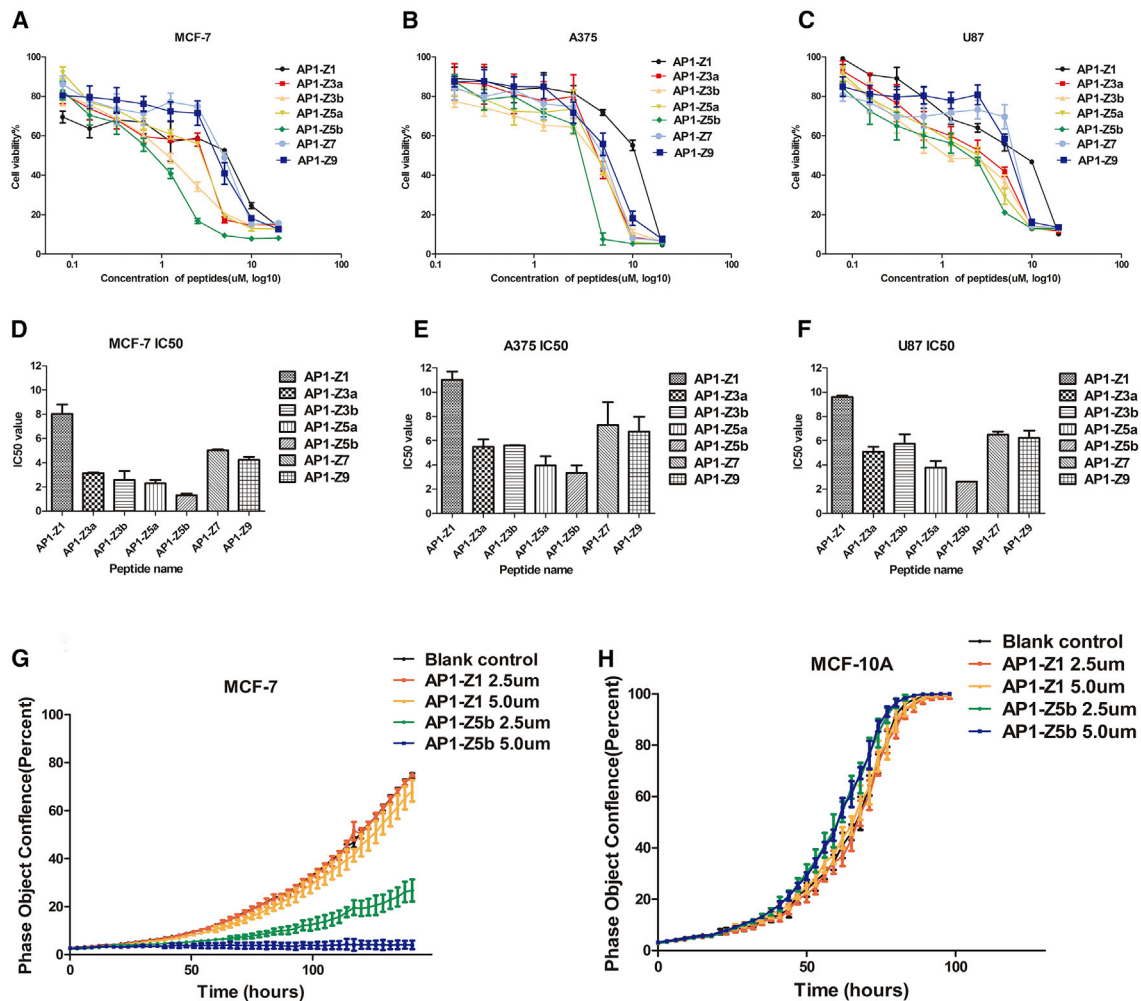 A
MCF-7
Cell viability%
100
80
60
40
20
0
0.1
1
10
100
Concentration of peptides(uM, log10)
AP1-Z1
AP1-Z3a
AP1-Z3b
AP1-Z5a
AP1-Z5b
AP1-Z7
AP1-Z9
B
A375
Cell viability%
100
80
60
40
20
0
1
10
100
Concentration of peptides(uM, log10)
AP1-Z1
AP1-Z3a
AP1-Z3b
AP1-Z5a
AP1-Z5b
AP1-Z7
AP1-Z9
C
U87
Cell viability%
100
80
60
40
20
0
0.1
1
10
100
Concentration of peptides(uM, log10)
AP1-Z1
AP1-Z3a
AP1-Z3b
AP1-Z5a
AP1-Z5b
AP1-Z7
AP1-Z9
D
MCF-7 IC50
IC50 value
12
10
8
6
4
2
0
AP1-Z1
AP1-Z3a
AP1-Z3b
AP1-Z5a
AP1-Z5b
AP1-Z7
AP1-Z9
Peptide name
AP1-Z1
AP1-Z3a
AP1-Z3b
AP1-Z5a
AP1-Z5b
AP1-Z7
AP1-Z9
E
A375 IC50
IC50 value
12
10
8
6
4
2
0
AP1-Z1
AP1-Z3a
AP1-Z3b
AP1-Z5a
AP1-Z5b
AP1-Z7
AP1-Z9
Peptide name
AP1-Z1
AP1-Z3a
AP1-Z3b
AP1-Z5a
AP1-Z5b
AP1-Z7
AP1-Z9
F
U87 IC50
IC50 value
12
10
8
6
4
2
0
AP1-Z1
AP1-Z3a
AP1-Z3b
AP1-Z5a
AP1-Z5b
AP1-Z7
AP1-Z9
Peptide name
AP1-Z1
AP1-Z3a
AP1-Z3b
AP1-Z5a
AP1-Z5b
AP1-Z7
AP1-Z9
G
MCF-7
Blank control
AP1-Z1 2.5um
AP1-Z1 5.0um
AP1-Z5b 2.5um
AP1-Z5b 5.0um
Phase Object Conflence(Percent)
100
80
60
40
20
0
0
100
Time (hours)
H
MCF-10A
Blank control
AP1-Z1 2.5um
AP1-Z1 5.0um
AP1-Z5b 2.5um
AP1-Z5b 5.0um
Phase Object Conflence(Percent)
100
80
60
40
20
0
0
50
100
Time (hours)